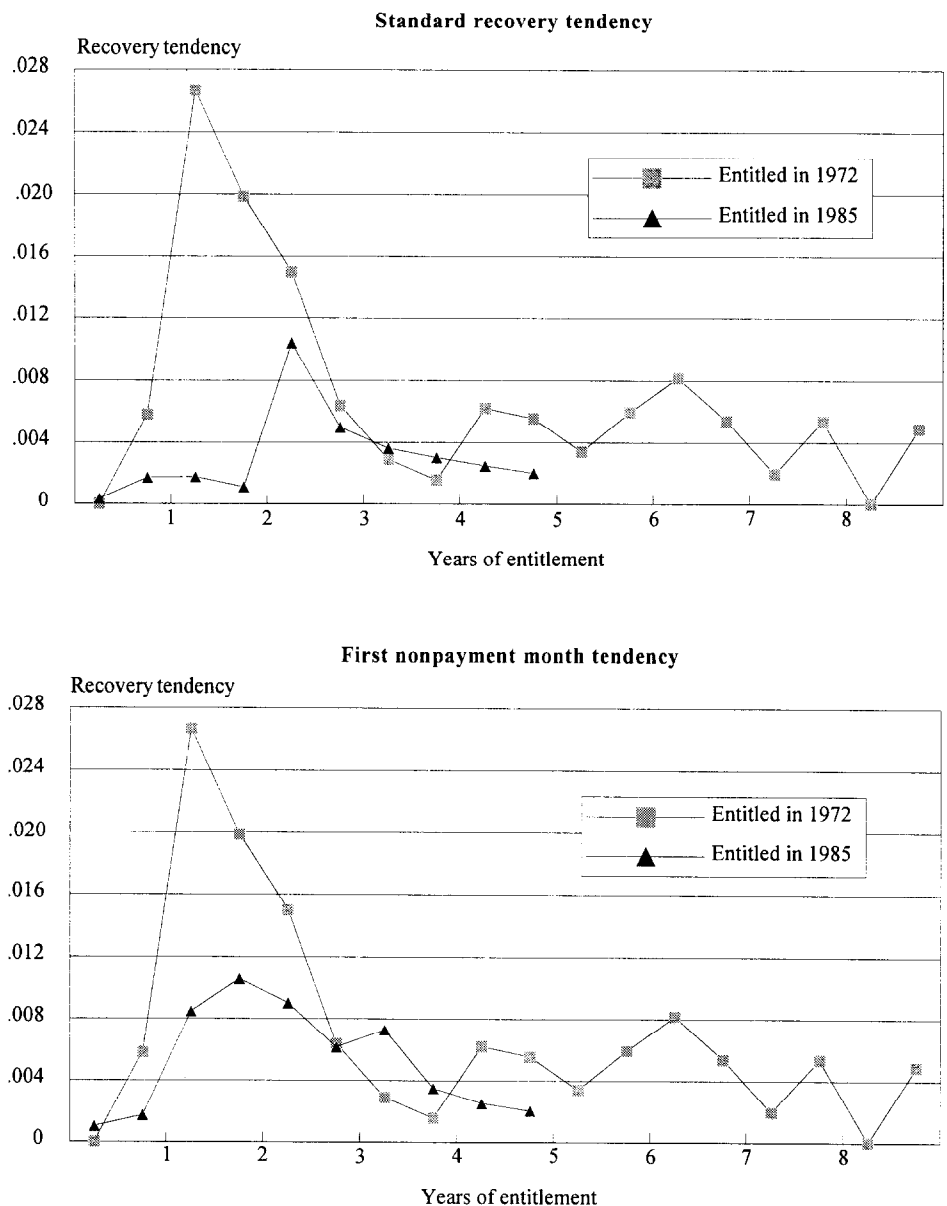 Standard recovery tendency
Recovery tendency
.028
.024
.020
.016
.012
.008
.004
0
Entitled in 1972
Entitled in 1985
1 2 3 4 5 6 7 8
Years of entitlement
First nonpayment month tendency
Recovery tendency
.028
.024
.020
.016
.012
.008
.004
0
Entitled in 1972
Entitled in 1985
1 2 3 4 5 6 7 8
Years of entitlement